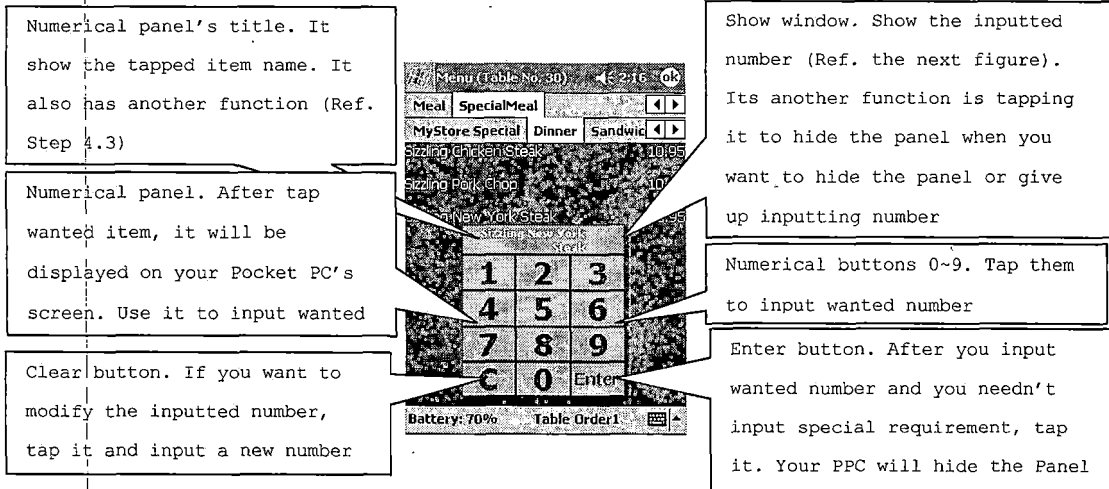 Numerical panel's title. It
show the tapped item name. It
also has another function (Ref.
Step 4.3)
Numerical panel. After tap
wanted item, it will be
displayed on your Pocket PC's
screen. Use it to input wanted
Clear button. If you want to
modify the inputted number,
tap it and input a new number
Menu (Table No. 30) 2:16 ok
Meal SpecialMeal
MyStore Special Dinner Sandwic
Sizzling Chicken Steak 10.95
Sizzling Pork Chop 10.
New York Steak .95
Sizzling New York
steak
1 2 3
4 5 6
7 8 9
C 0 Enter
Battery: 70% Table Order1
Show window. Show the inputted
number (Ref. the next figure).
Its another function is tapping
it to hide the panel when you
want to hide the panel or give
up inputting number
Numerical buttons 0~9. Tap them
to input wanted number
Enter button. After you input
wanted number and you needn't
input special requirement, tap
it. Your PPC will hide the Panel